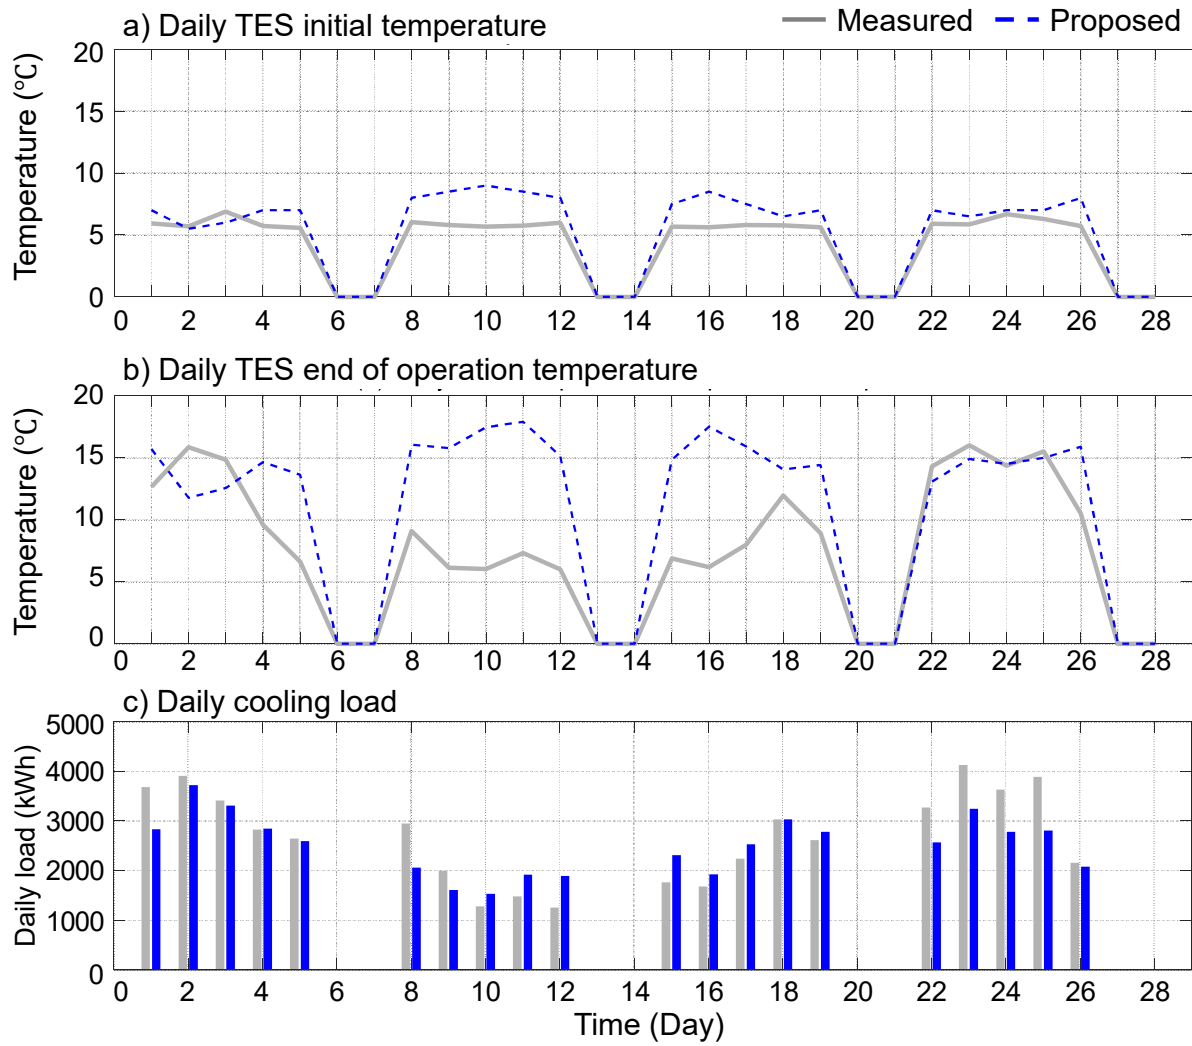 a) Daily TES initial temperature
Measured
Proposed
Temperature (°C)
20
15
10
5
0
0 2 4 6 8 10 12 14 16 18 20 22 24 26 28
b) Daily TES end of operation temperature
Temperature (°C)
20
15
10
5
0
0 2 4 6 8 10 12 14 16 18 20 22 24 26 28
c) Daily cooling load
Daily load (kWh)
5000
4000
3000
2000
1000
0
0 2 4 6 8 10 12 14 16 18 20 22 24 26 28
Time (Day)